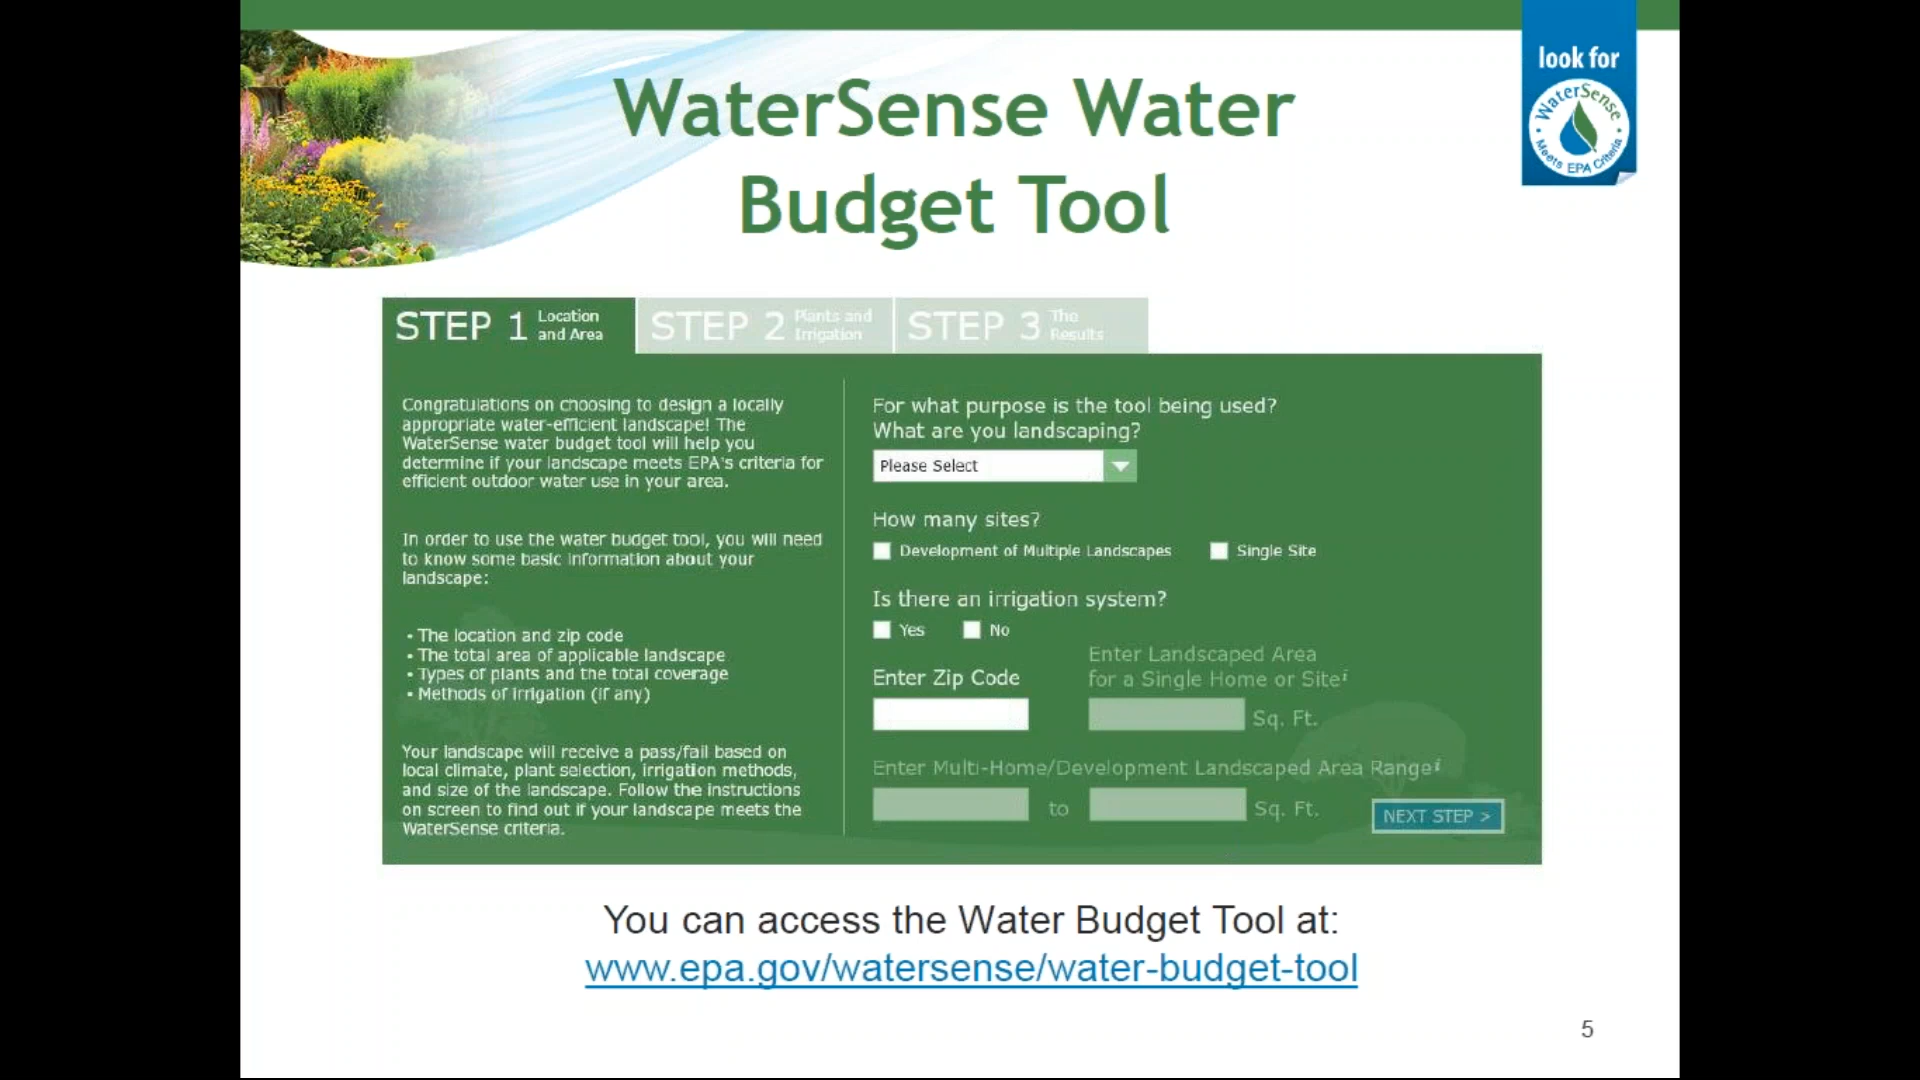 look for
WaterSense
Meets EPA Criteria
WaterSense Water
Budget Tool
STEP 1 Location
and Area
STEP 2 Plants and
Irrigation
STEP 3 The
Results
Congratulations on choosing to design a locally
appropriate water-efficient landscape! The
WaterSense water budget tool will help you
determine if your landscape meets EPA's criteria for
efficient outdoor water use in your area.
In order to use the water budget tool, you will need
to know some basic information about your
landscape:
• The location and zip code
• The total area of applicable landscape
• Types of plants and the total coverage
• Methods of irrigation (if any)
Your landscape will receive a pass/fail based on
local climate, plant selection, irrigation methods,
and size of the landscape. Follow the instructions
on screen to find out if your landscape meets the
WaterSense criteria.
For what purpose is the tool being used?
What are you landscaping?
Please Select
How many sites?
Development of Multiple Landscapes Single Site
Is there an irrigation system?
Yes No
Enter Zip Code
Enter Landscaped Area
for a Single Home or Site i
Sq. Ft.
Enter Multi-Home/Development Landscaped Area Range i
to Sq. Ft.
NEXT STEP >
You can access the Water Budget Tool at:
www.epa.gov/watersense/water-budget-tool
5